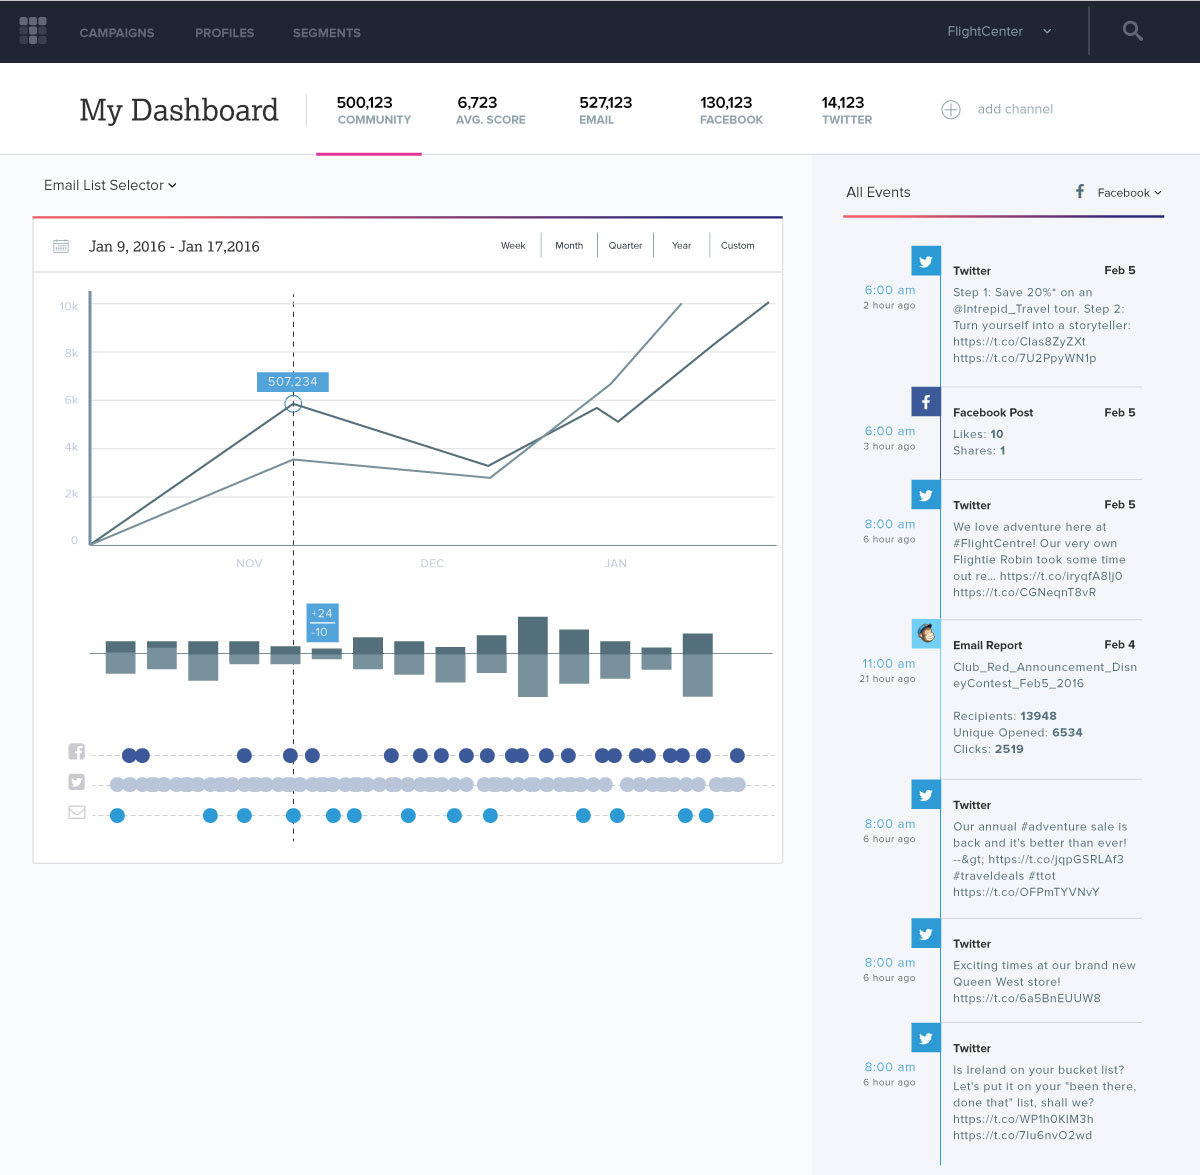 CAMPAIGNS PROFILES SEGMENTS FlightCenter
My Dashboard
500,123
COMMUNITY
6,723
AVG. SCORE
527,123
EMAIL
130,123
FACEBOOK
14,123
TWITTER
add channel
Email List Selector
Jan 9, 2016 - Jan 17,2016
Week Month Quarter Year Custom
10k
8k
6k
4k
2k
0
507,234
NOV DEC JAN
+24
-10
All Events
Facebook
Twitter Feb 5
6:00 am
2 hour ago
Step 1: Save 20%* on an
@Intrepid_Travel tour. Step 2:
Turn yourself into a storyteller:
https://t.co/Clas8ZyZXt
https://t.co/7U2PpyWN1p
Facebook Post Feb 5
6:00 am
3 hour ago
Likes: 10
Shares: 1
Twitter Feb 5
8:00 am
6 hour ago
We love adventure here at
#FlightCentre! Our very own
Flightie Robin took some time
out re... https://t.co/iryqfA8Ij0
https://t.co/CGNeqnT8vR
Email Report Feb 4
11:00 am
21 hour ago
Club_Red_Announcement_Disn
eyContest_Feb5_2016
Recipients: 13948
Unique Opened: 6534
Clicks: 2519
Twitter
8:00 am
6 hour ago
Our annual #adventure sale is
back and it's better than ever!
--&gt; https://t.co/jqpGSRLAf3
#traveldeals #ttot
https://t.co/OFPmTYVNvY
Twitter
8:00 am
6 hour ago
Exciting times at our brand new
Queen West store!
https://t.co/6a5BnEUUW8
Twitter
8:00 am
6 hour ago
Is Ireland on your bucket list?
Let's put it on your "been there,
done that" list, shall we?
https://t.co/WP1h0KIM3h
https://t.co/7Iu6nvO2wd